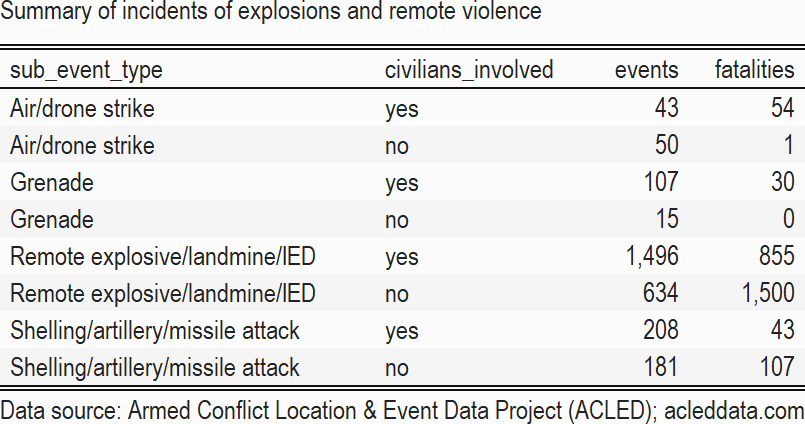 Summary of incidents of explosions and remote violence
sub_event_type civilians_involved events fatalities
Air/drone strike yes 43 54
Air/drone strike no 50 1
Grenade yes 107 30
Grenade no 15 0
Remote explosive/landmine/IED yes 1,496 855
Remote explosive/landmine/IED no 634 1,500
Shelling/artillery/missile attack yes 208 43
Shelling/artillery/missile attack no 181 107
Data source: Armed Conflict Location & Event Data Project (ACLED); acleddata.com